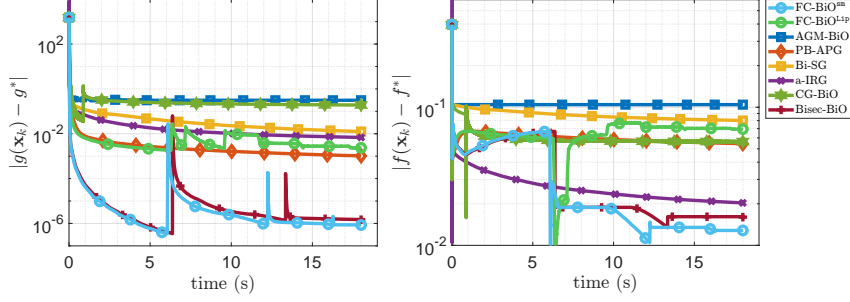 |g(x_k) − g*|
10^2
10^-2
10^-6
0 5 10 15
time (s)
|f(x_k) − f*|
10^-1
10^-2
0 5 10 15
time (s)
FC-BiO^sm
FC-BiO^Lip
AGM-BiO
PB-APG
Bi-SG
a-IRG
CG-BiO
Bisec-BiO